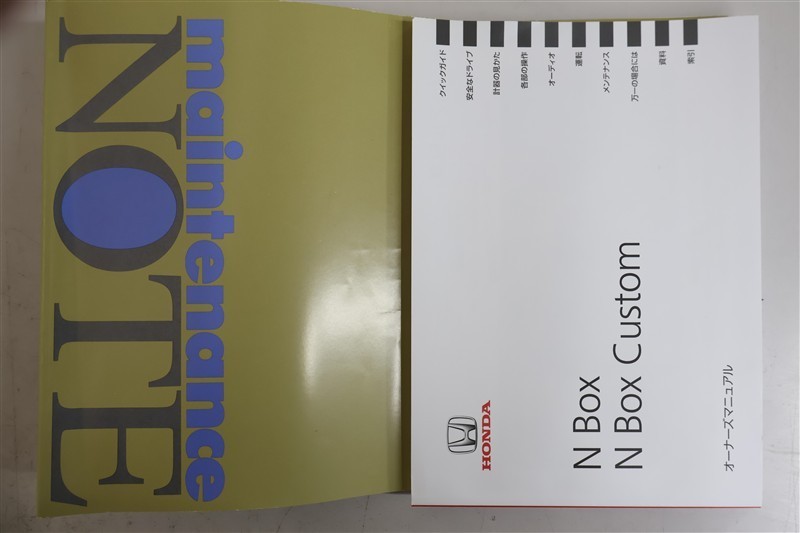 maintenance
NOTE
クイックガイド
安全なドライブ
計器の見かた
各部の操作
オーディオ
運転
メンテナンス
万一の場合には
資料
索引
HONDA
N Box
N Box Custom
オーナーズマニュアル